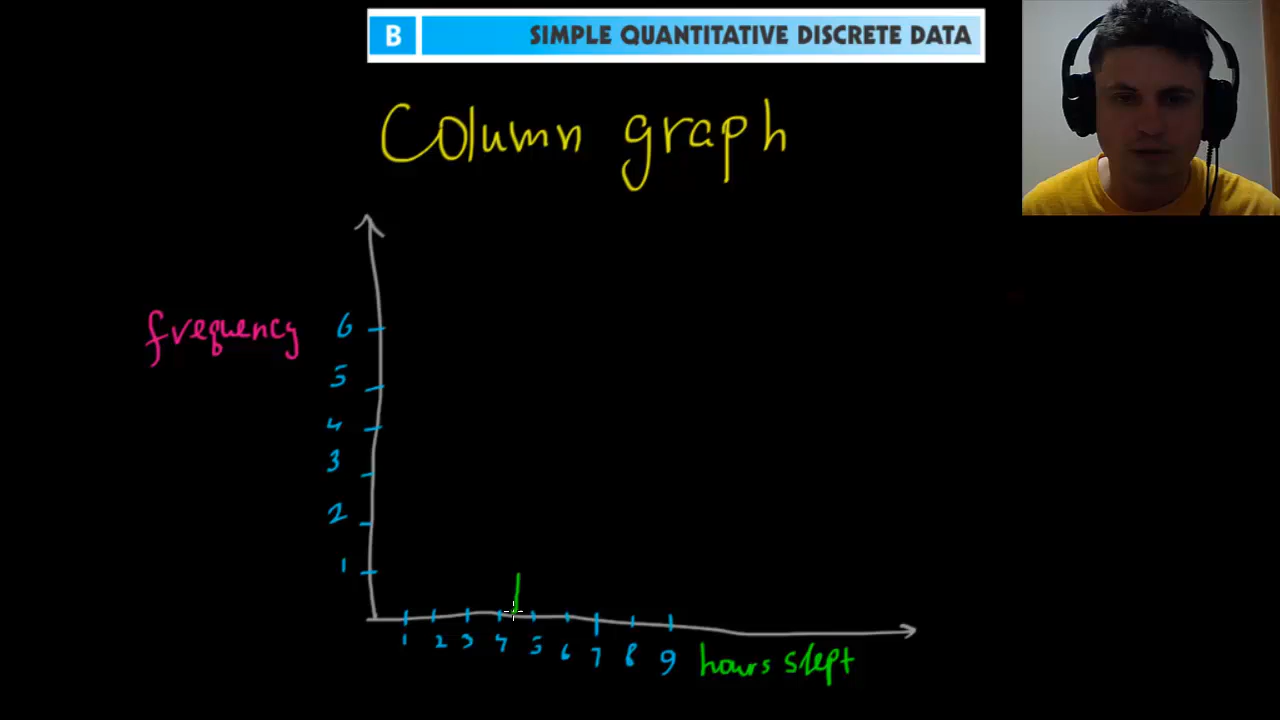 B SIMPLE QUANTITATIVE DISCRETE DATA
Column graph
frequency
6
5
4
3
2
1
1 2 3 4 5 6 7 8 9 hours slept